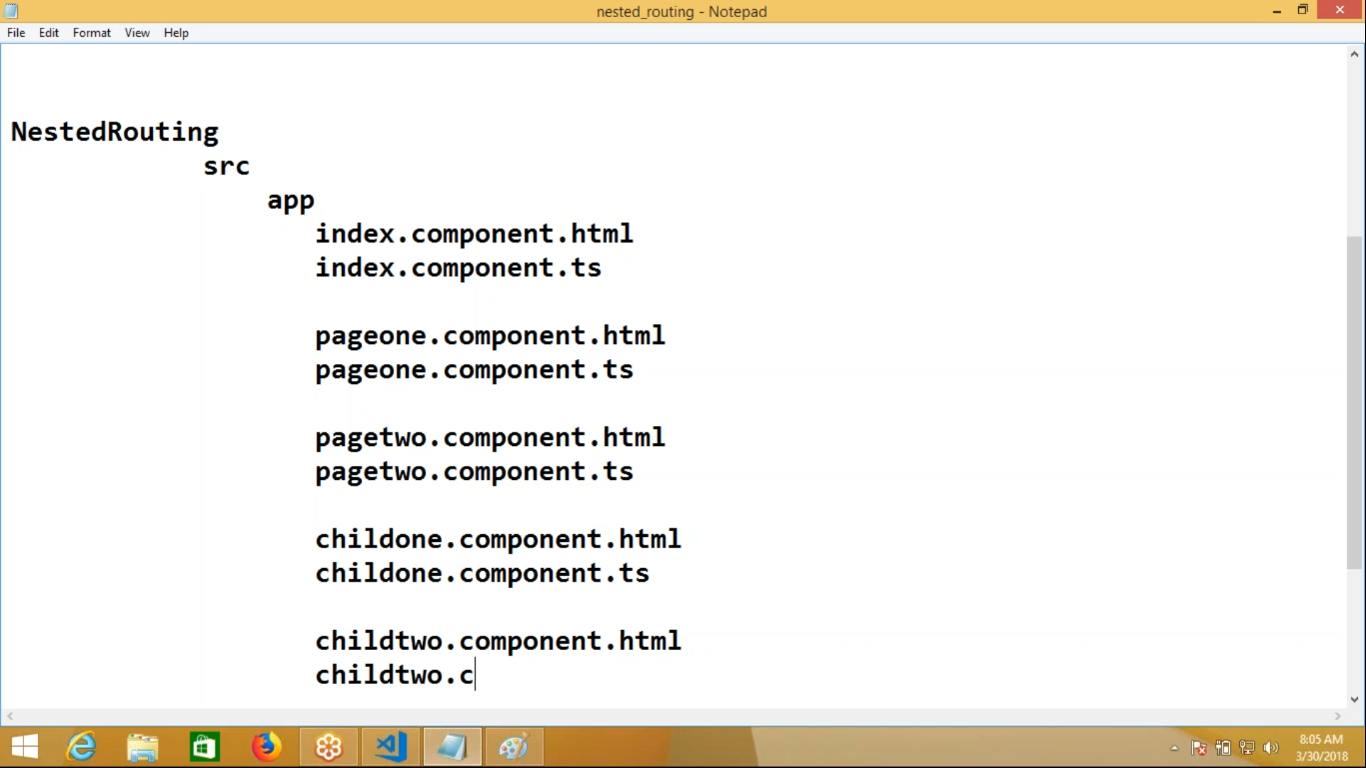 nested_routing - Notepad
File Edit Format View Help
NestedRouting
src
app
index.component.html
index.component.ts
pageone.component.html
pageone.component.ts
pagetwo.component.html
pagetwo.component.ts
childone.component.html
childone.component.ts
childtwo.component.html
childtwo.c
8:05 AM
3/30/2018